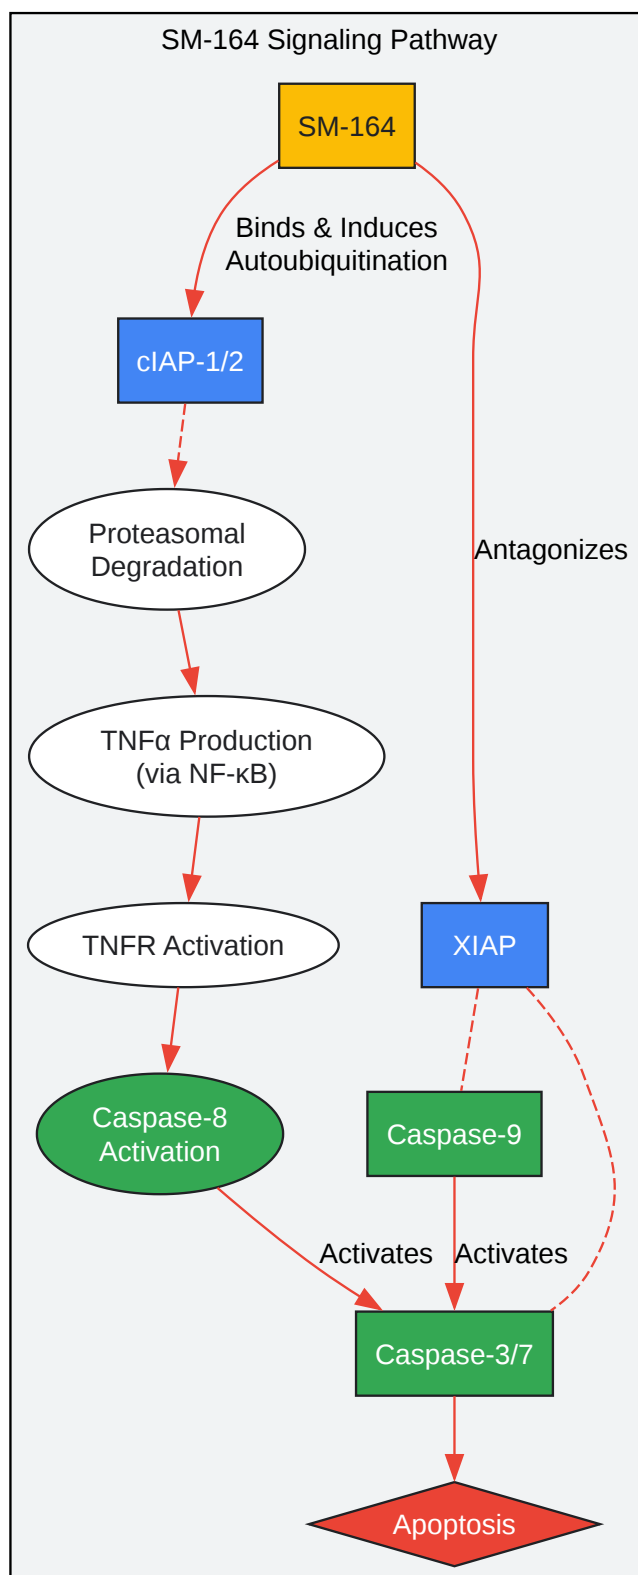 SM-164 Signaling Pathway
SM-164
Binds & Induces
Autoubiquitination
cIAP-1/2
Proteasomal
Degradation
Antagonizes
TNFα Production
(via NF-κB)
TNFR Activation
XIAP
Caspase-8
Activation
Caspase-9
Activates
Activates
Caspase-3/7
Apoptosis